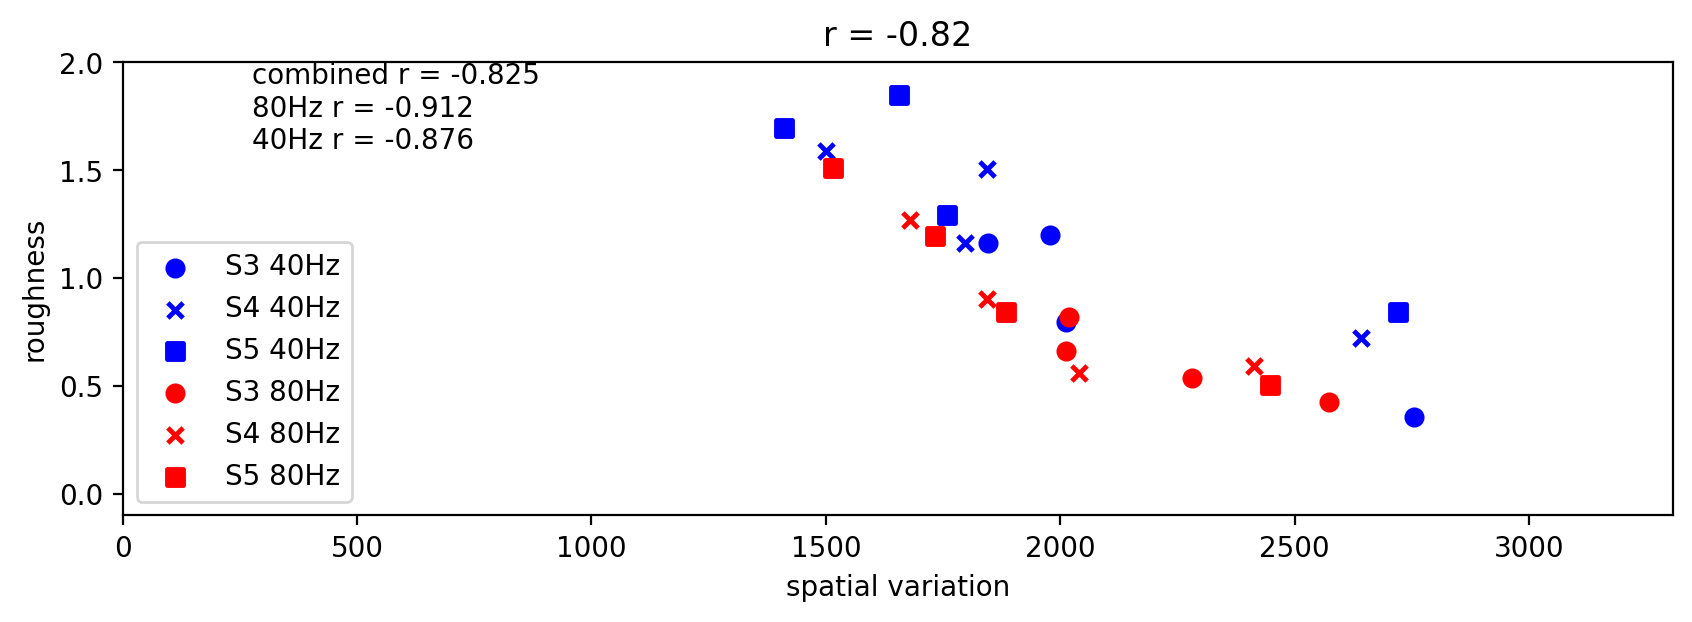 r = -0.82
combined r = -0.825
80Hz r = -0.912
40Hz r = -0.876
2.0
1.5
1.0
0.5
0.0
roughness
S3 40Hz
S4 40Hz
S5 40Hz
S3 80Hz
S4 80Hz
S5 80Hz
0 500 1000 1500 2000 2500 3000
spatial variation